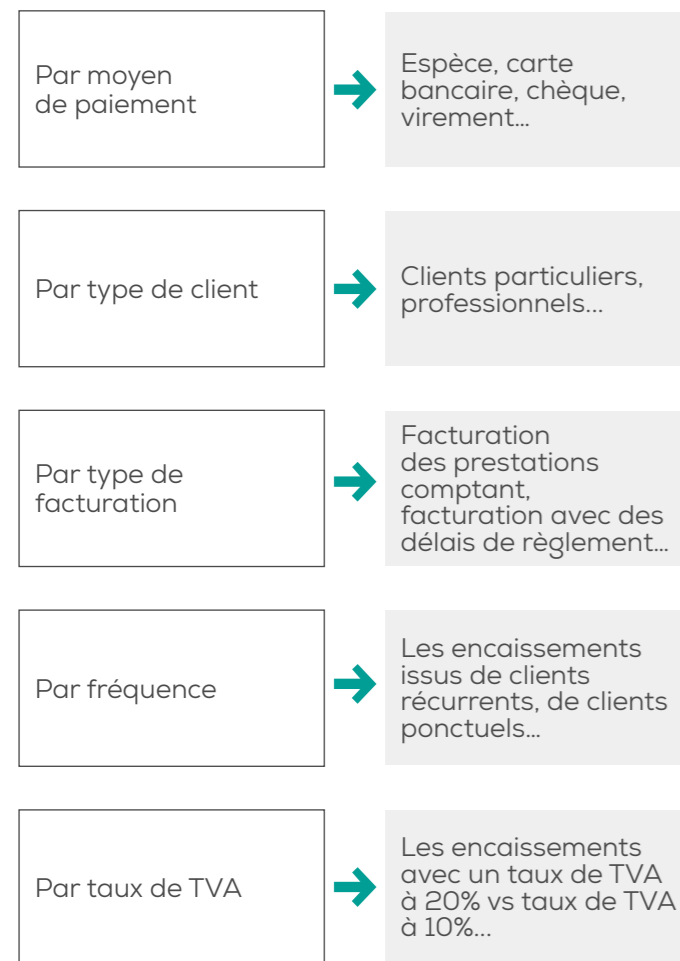 Par moyen
de paiement
Espèce, carte
bancaire, chèque,
virement…
Par type de client
Clients particuliers,
professionnels...
Par type de
facturation
Facturation
des prestations
comptant,
facturation avec des
délais de règlement…
Par fréquence
Les encaissements
issus de clients
récurrents, de clients
ponctuels…
Par taux de TVA
Les encaissements
avec un taux de TVA
à 20% vs taux de TVA
à 10%...